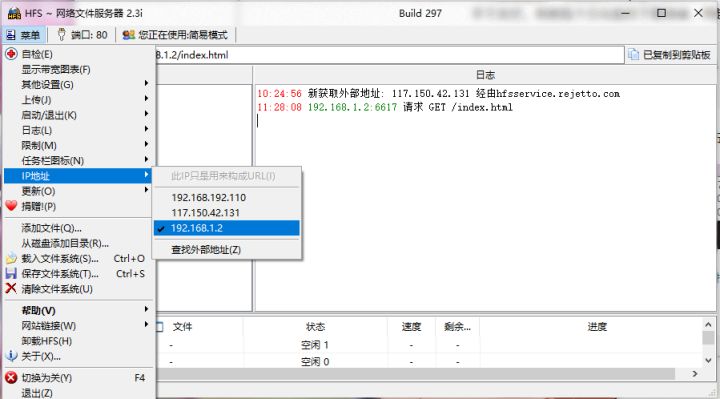 HFS ~ 网络文件服务器 2.3i Build 297
菜单 端口: 80 您正在使用:简易模式
自检(E) 8.1.2/index.html 已复制到剪贴板
显示带宽图表(F)
其他设置(G) 日志
上传(J)
启动/退出(K) 10:24:56 新获取外部地址: 117.150.42.131 经由hfsservice.rejetto.com
日志(L) 11:28:08 192.168.1.2:6617 请求 GET /index.html
限制(M)
任务栏图标(N)
IP地址 此IP只是用来构成URL(I)
更新(O) 192.168.192.110
捐赠!(P) 117.150.42.131
添加文件(Q)... 192.168.1.2
从磁盘添加目录(R)... 查找外部地址(Z)
载入文件系统(S)... Ctrl+O
保存文件系统(T)... Ctrl+S
清除文件系统(U)
帮助(V)
网站链接(W) 文件 状态 速度 剩余... 进度
卸载HFS(H) - 空闲 1 - -
关于(X)... - 空闲 0 - -
切换为关(Y) F4
退出(Z)